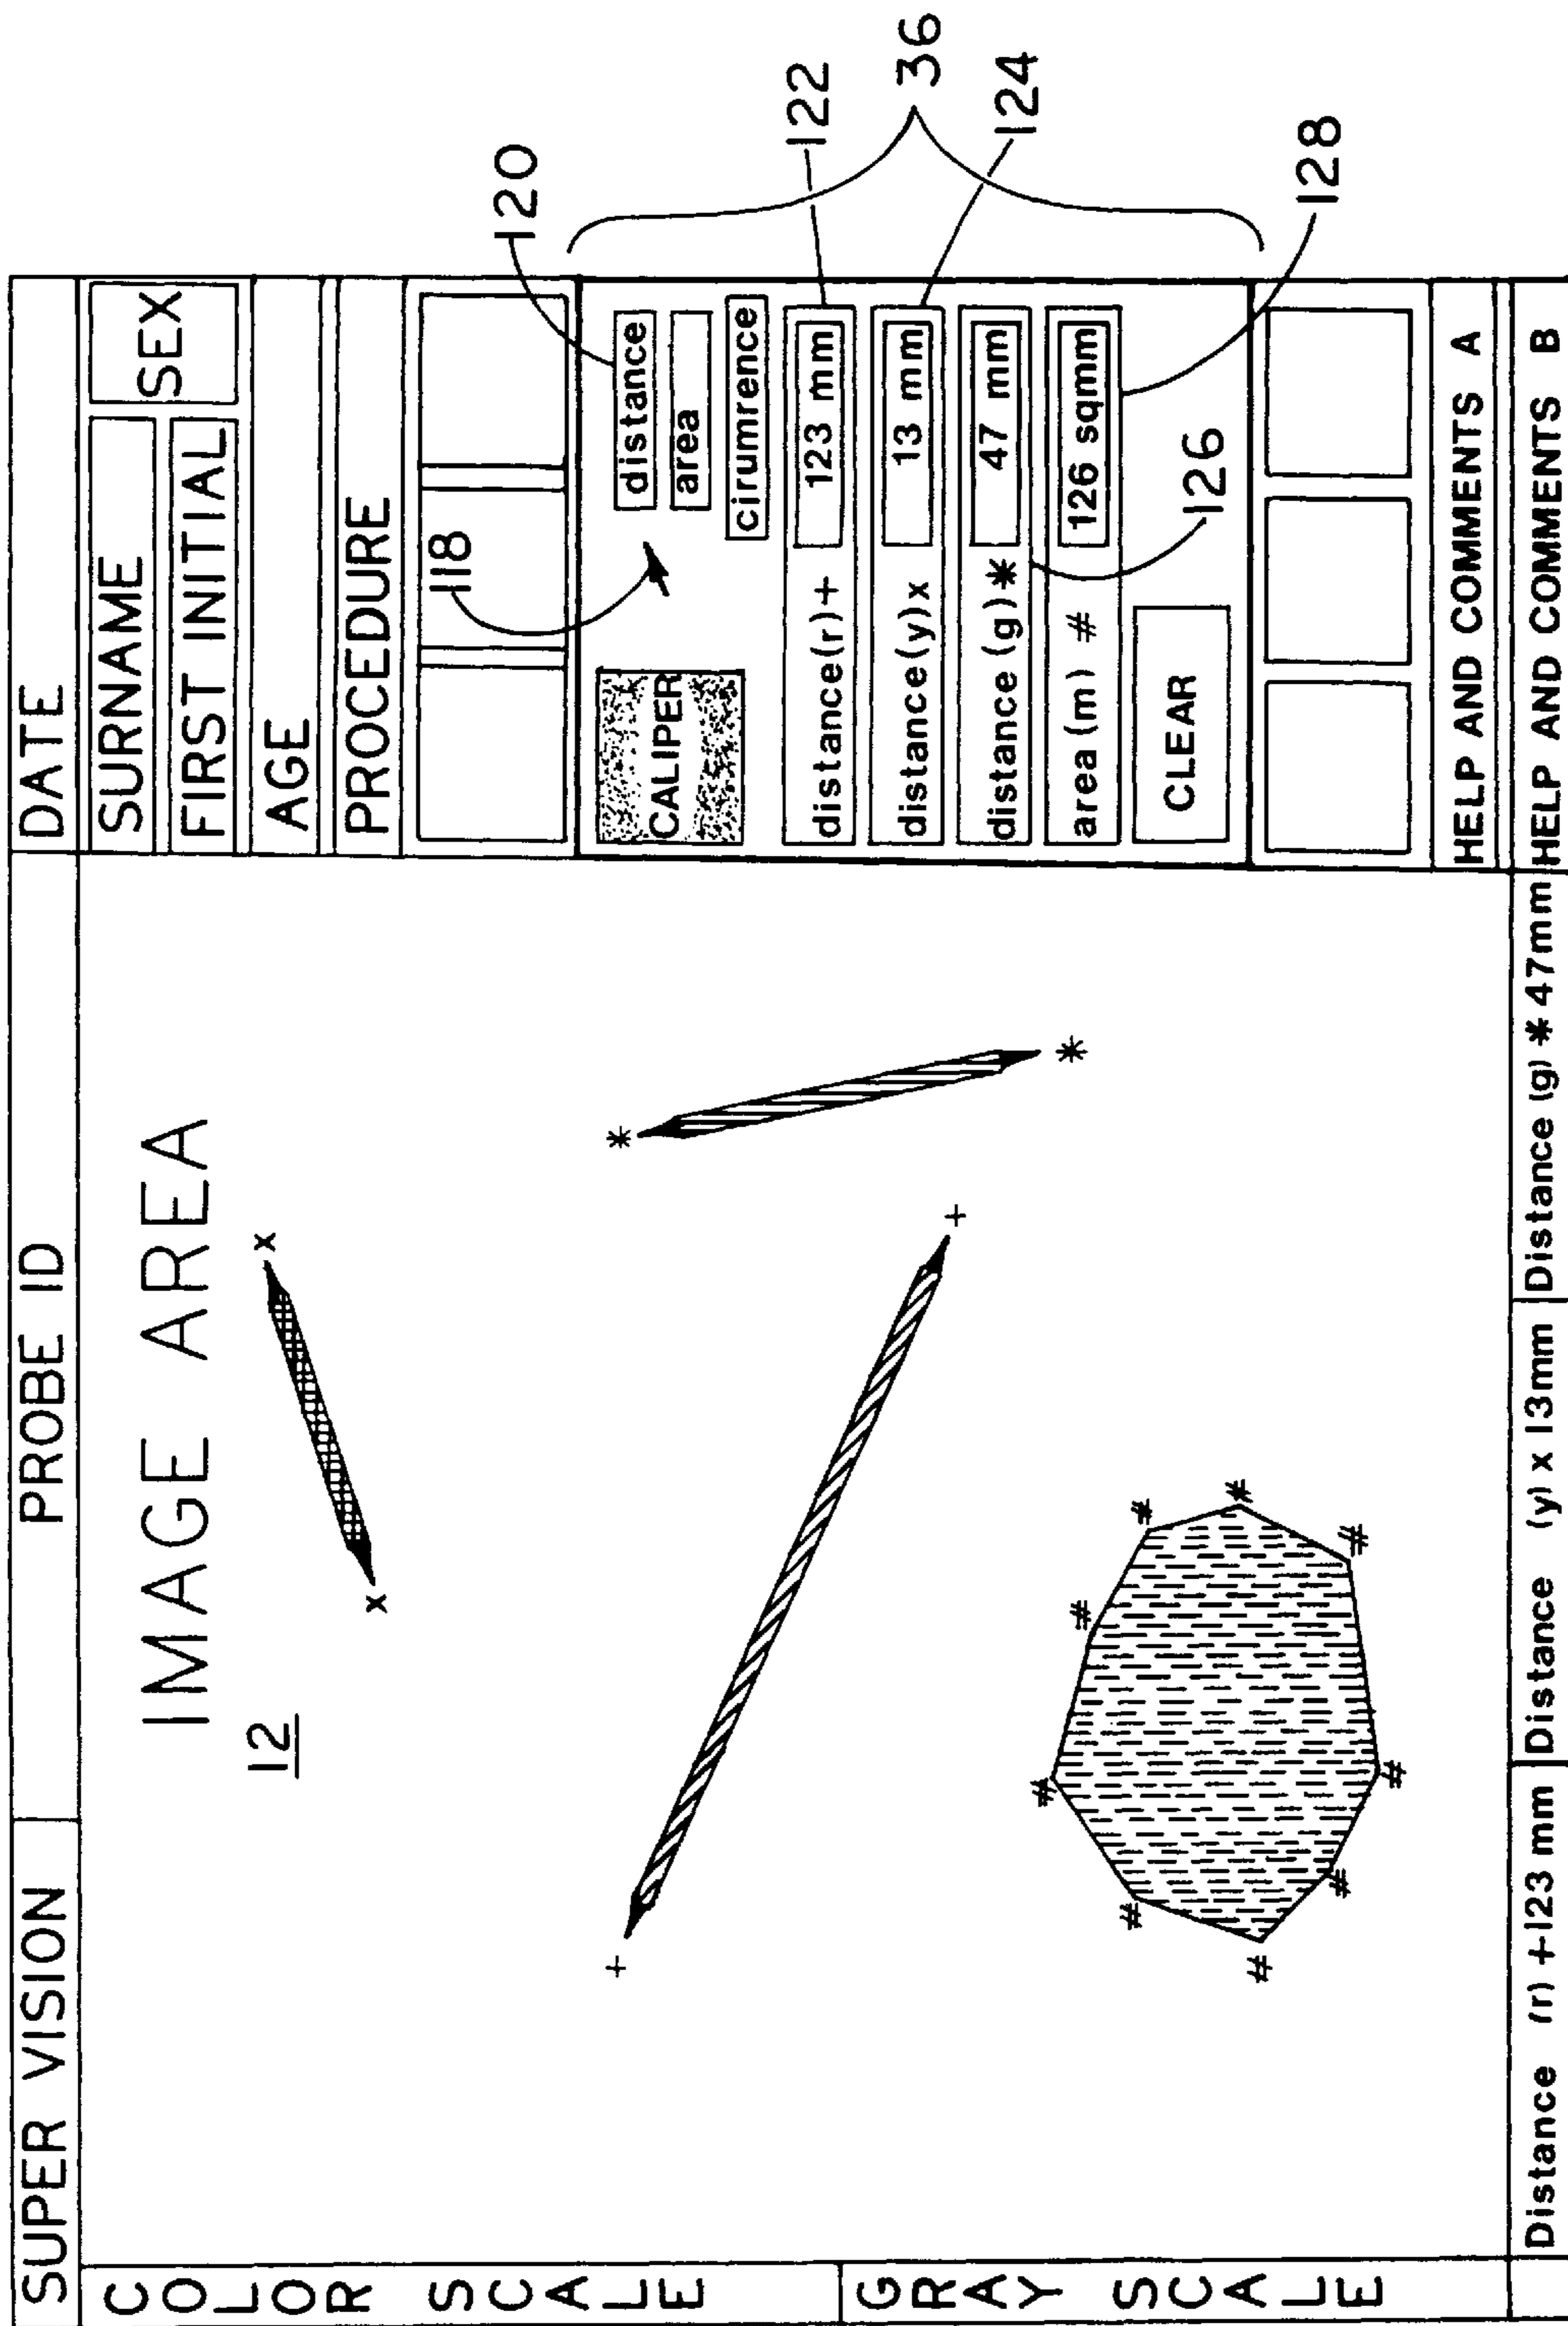 SUPER VISION
PROBE ID
DATE
COLOR SCALE
GRAY SCALE
IMAGE AREA
12
x
x
+
+
*
*
#
#
#
#
#
#
#
#
#
SURNAME
SEX
FIRST INITIAL
AGE
PROCEDURE
118
120
CALIPER
distance
area
cirumrence
distance(r)+ 123 mm
distance(y)x 13 mm
distance (g)* 47 mm
area (m) # 126 sqmm
CLEAR
122
36
124
126
128
HELP AND COMMENTS A
Distance (r) +123 mm
Distance (y) x 13mm
Distance (g) * 47mm
HELP AND COMMENTS B